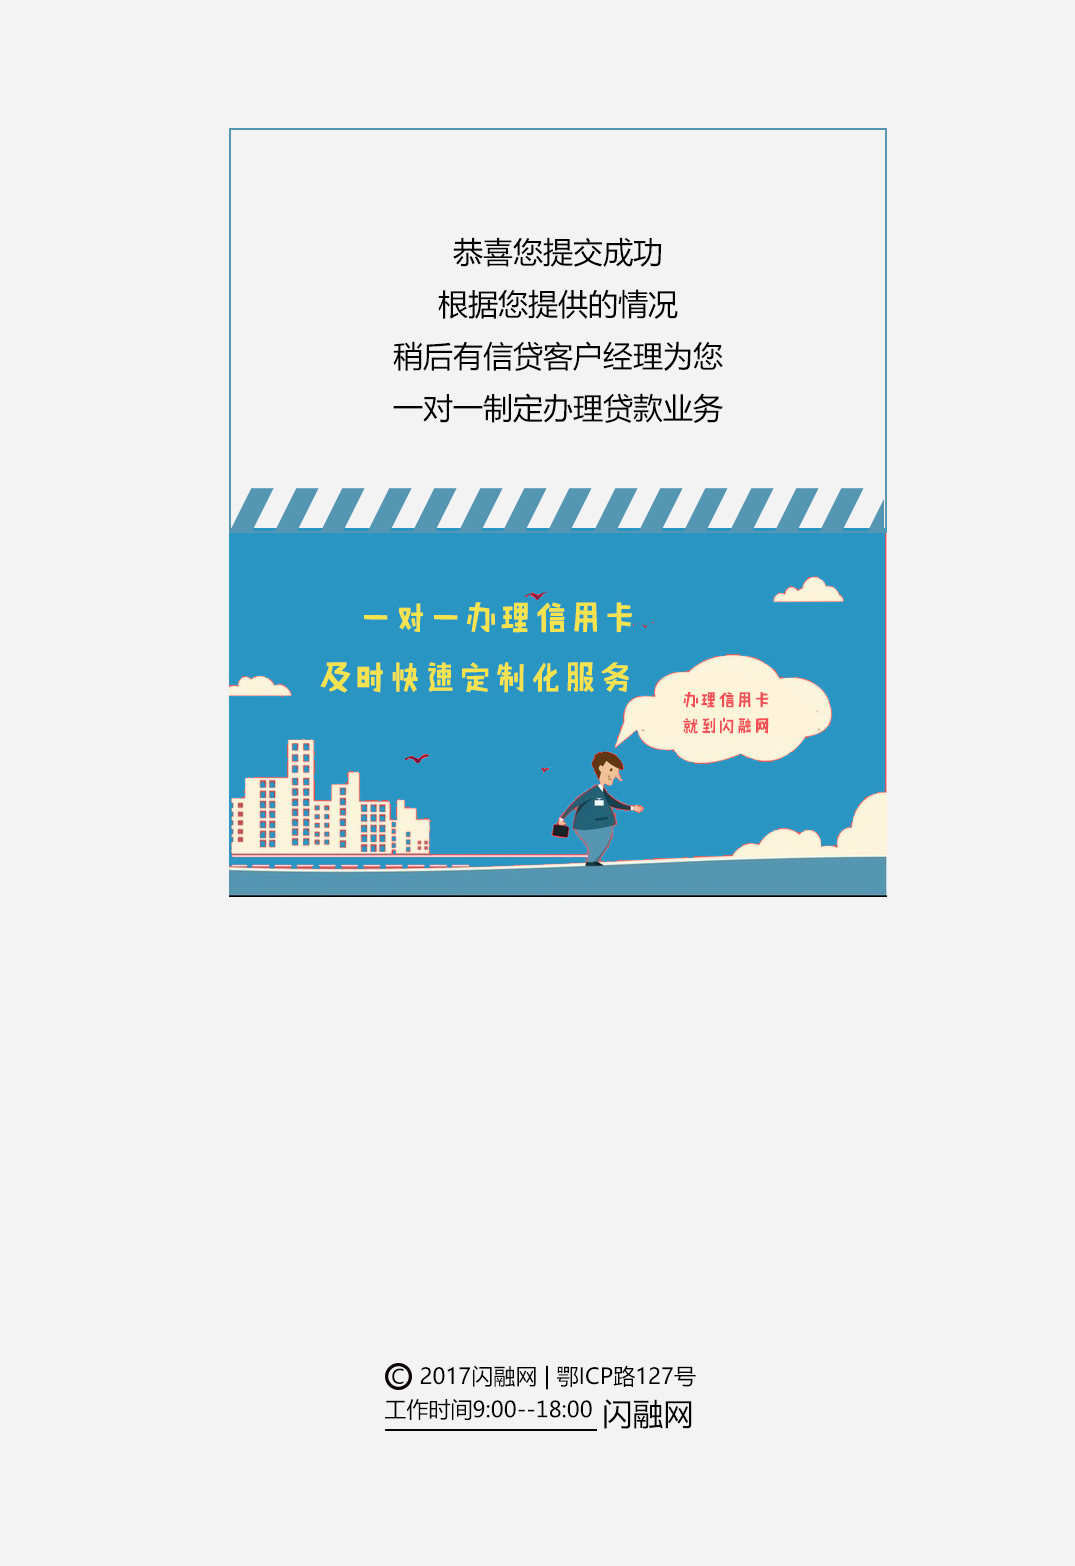 恭喜您提交成功
根据您提供的情况
稍后有信贷客户经理为您
一对一制定办理贷款业务
一对一办理信用卡
及时快速定制化服务
办理信用卡
就到闪融网
© 2017闪融网 | 鄂ICP路127号
工作时间9:00--18:00 闪融网